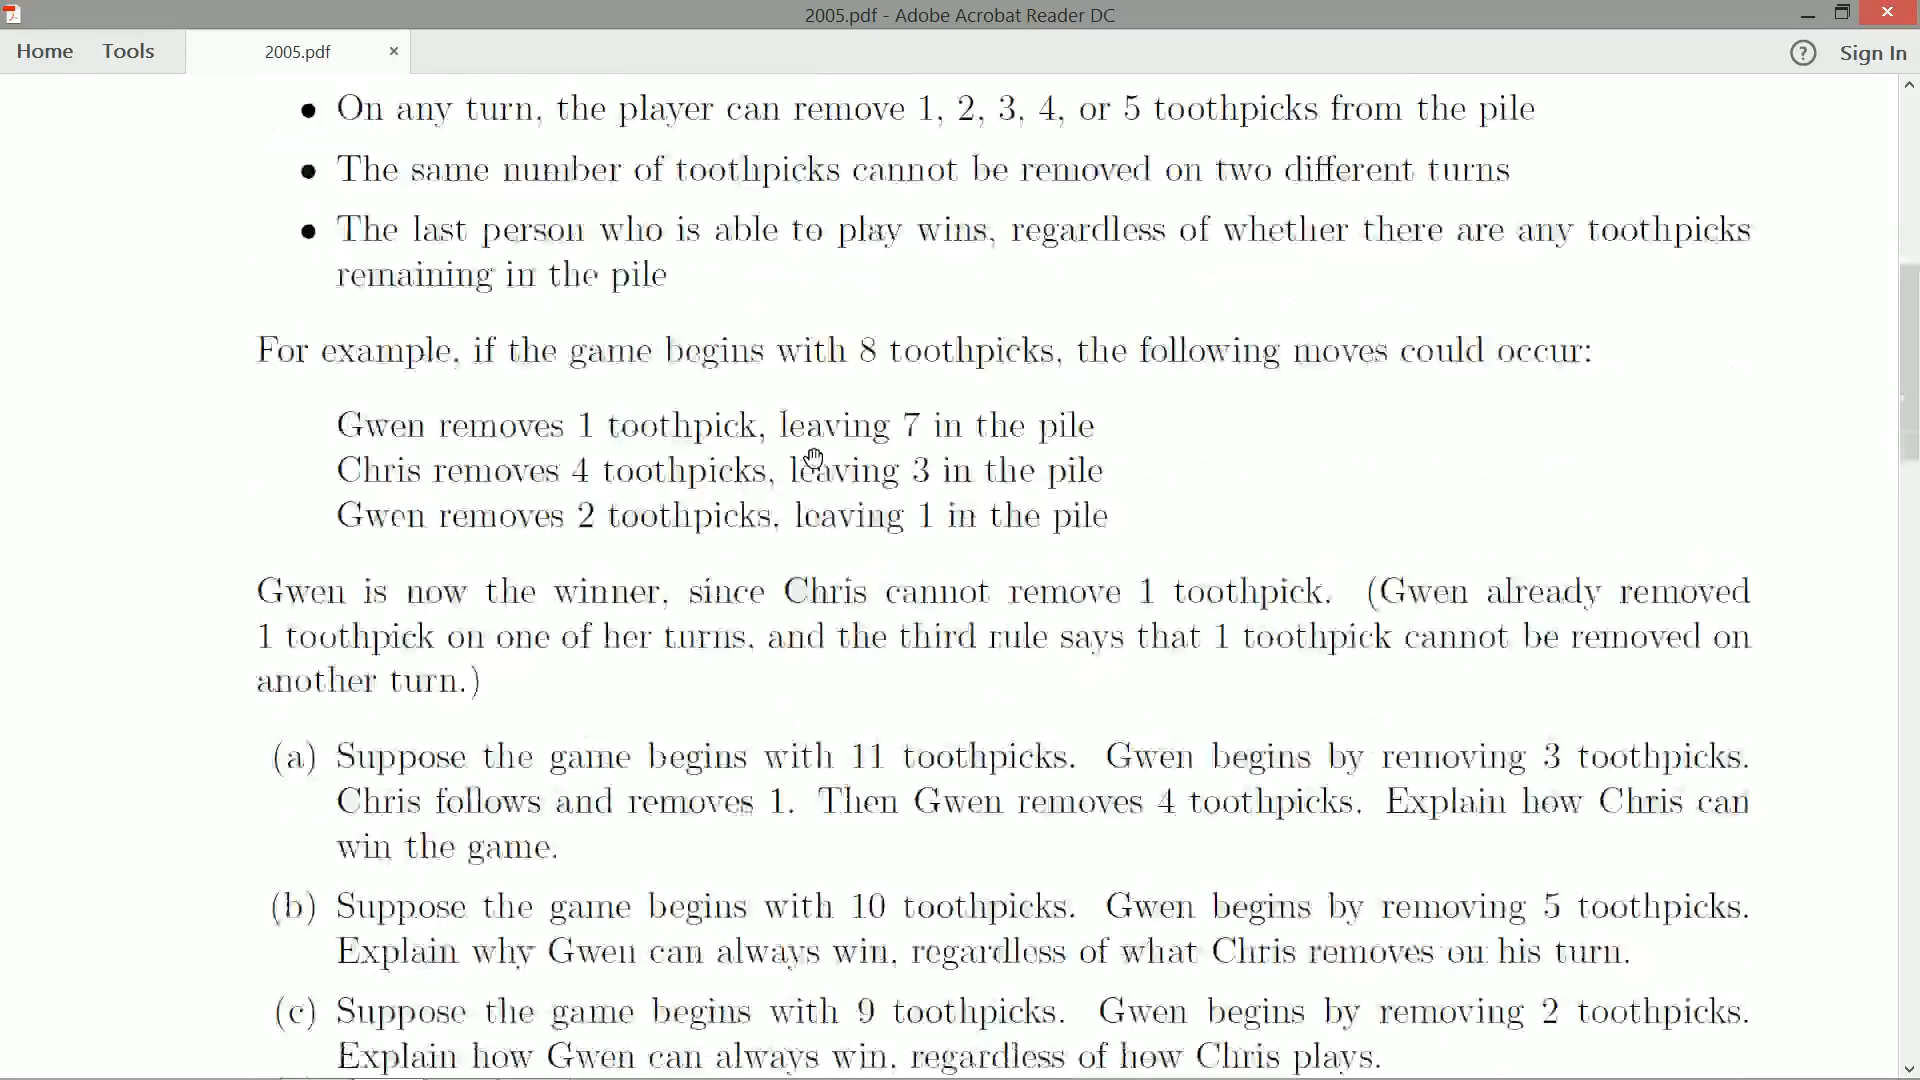 2005.pdf - Adobe Acrobat Reader DC
Home Tools 2005.pdf × ? Sign In
• On any turn, the player can remove 1, 2, 3, 4, or 5 toothpicks from the pile
• The same number of toothpicks cannot be removed on two different turns
• The last person who is able to play wins, regardless of whether there are any toothpicks
remaining in the pile
For example, if the game begins with 8 toothpicks, the following moves could occur:
Gwen removes 1 toothpick, leaving 7 in the pile
Chris removes 4 toothpicks, leaving 3 in the pile
Gwen removes 2 toothpicks, leaving 1 in the pile
Gwen is now the winner, since Chris cannot remove 1 toothpick. (Gwen already removed
1 toothpick on one of her turns, and the third rule says that 1 toothpick cannot be removed on
another turn.)
(a) Suppose the game begins with 11 toothpicks. Gwen begins by removing 3 toothpicks.
Chris follows and removes 1. Then Gwen removes 4 toothpicks. Explain how Chris can
win the game.
(b) Suppose the game begins with 10 toothpicks. Gwen begins by removing 5 toothpicks.
Explain why Gwen can always win, regardless of what Chris removes on his turn.
(c) Suppose the game begins with 9 toothpicks. Gwen begins by removing 2 toothpicks.
Explain how Gwen can always win, regardless of how Chris plays.